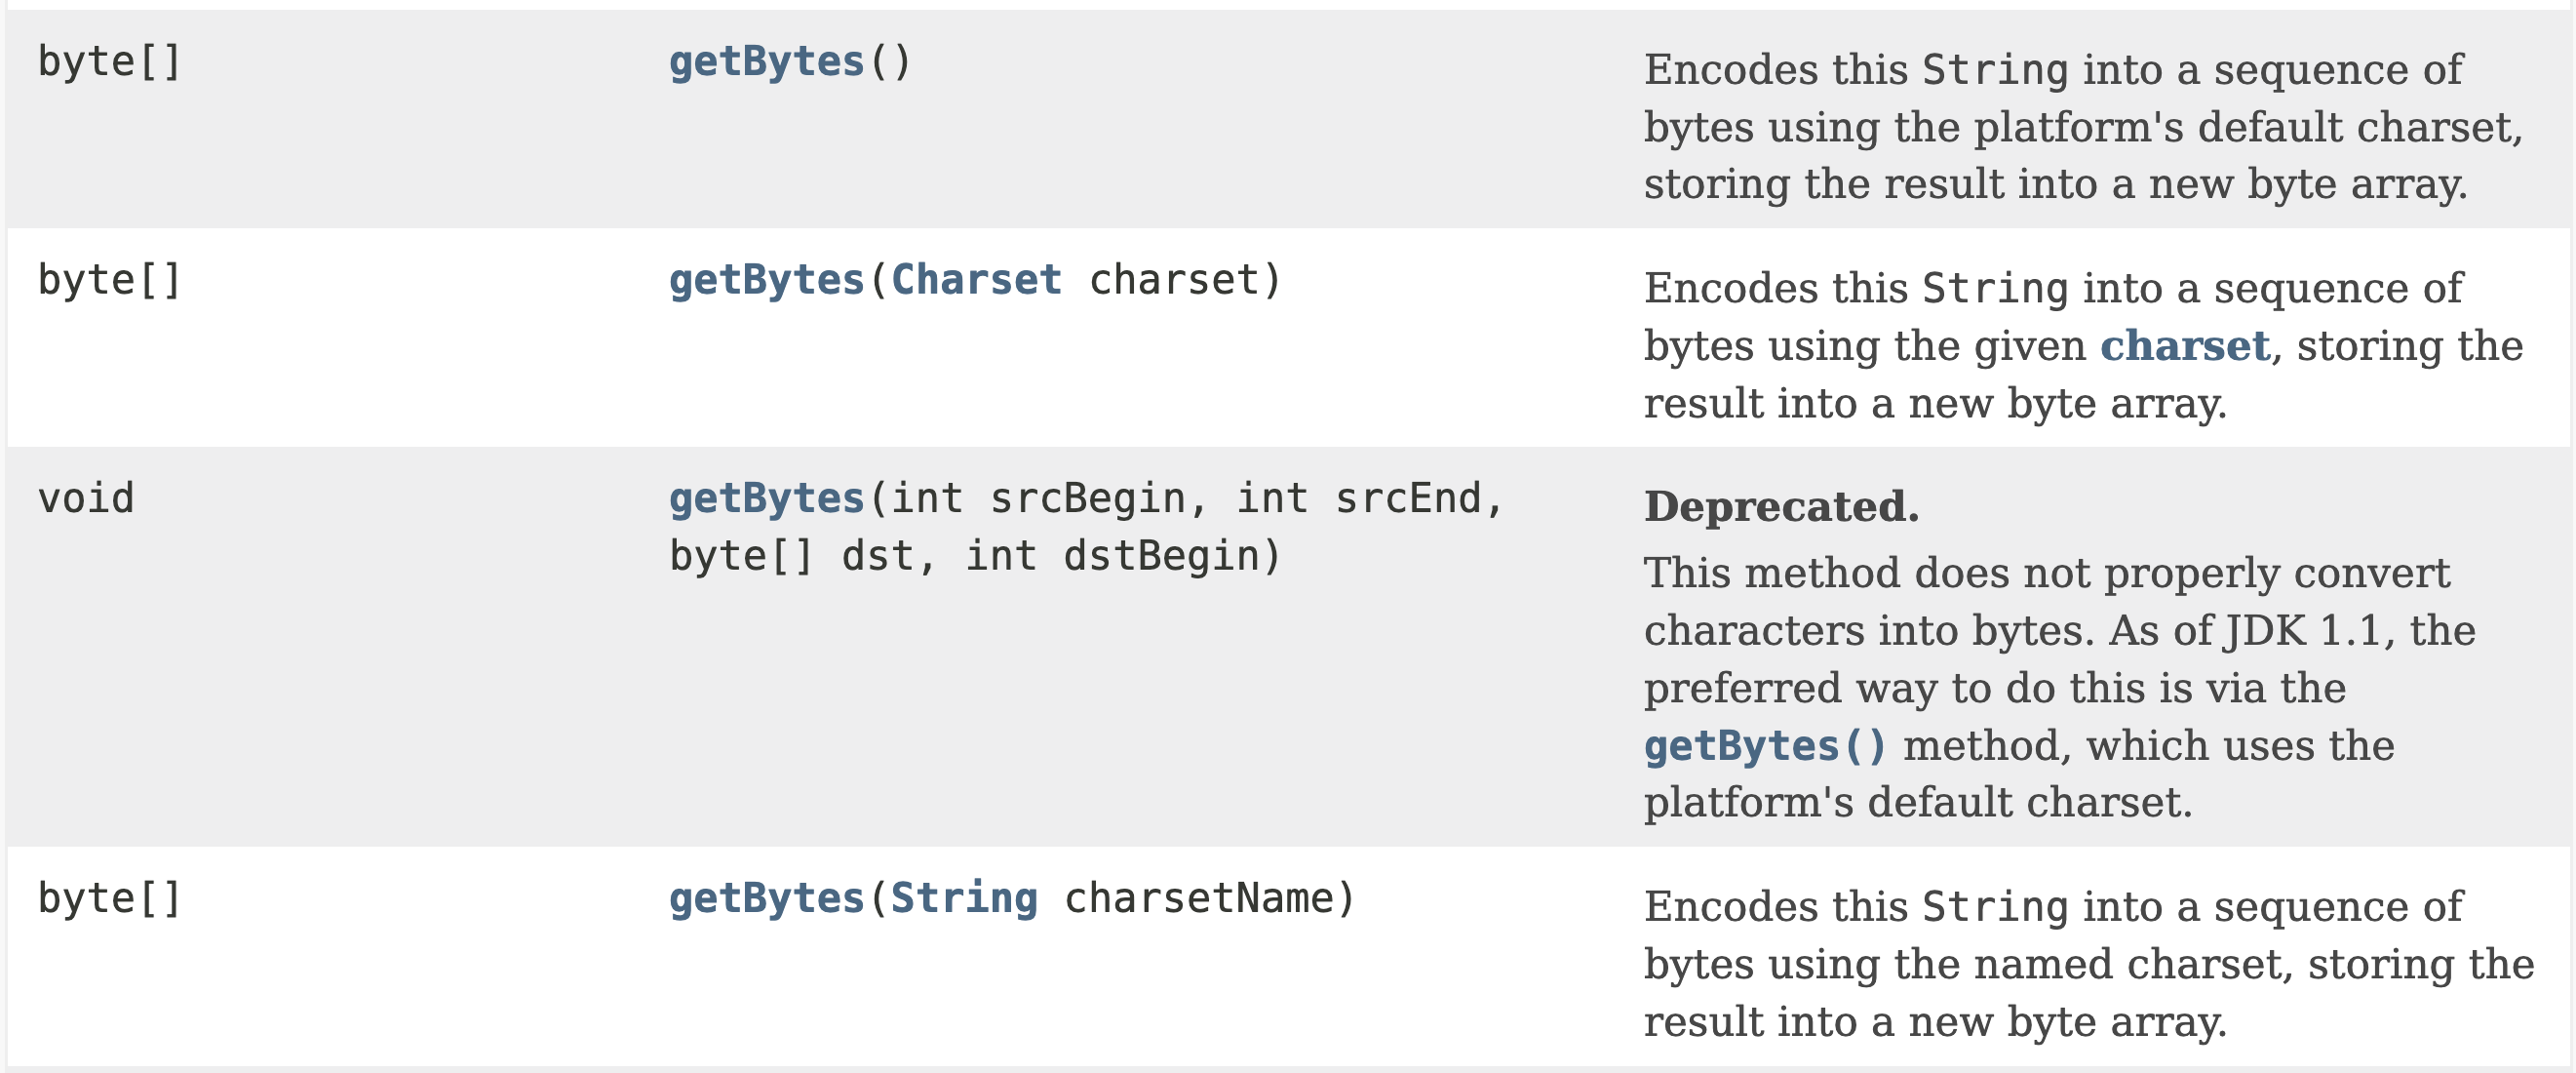 byte[]
getBytes()
Encodes this String into a sequence of
bytes using the platform's default charset,
storing the result into a new byte array.
byte[]
getBytes(Charset charset)
Encodes this String into a sequence of
bytes using the given charset, storing the
result into a new byte array.
void
getBytes(int srcBegin, int srcEnd,
byte[] dst, int dstBegin)
Deprecated.
This method does not properly convert
characters into bytes. As of JDK 1.1, the
preferred way to do this is via the
getBytes() method, which uses the
platform's default charset.
byte[]
getBytes(String charsetName)
Encodes this String into a sequence of
bytes using the named charset, storing the
result into a new byte array.